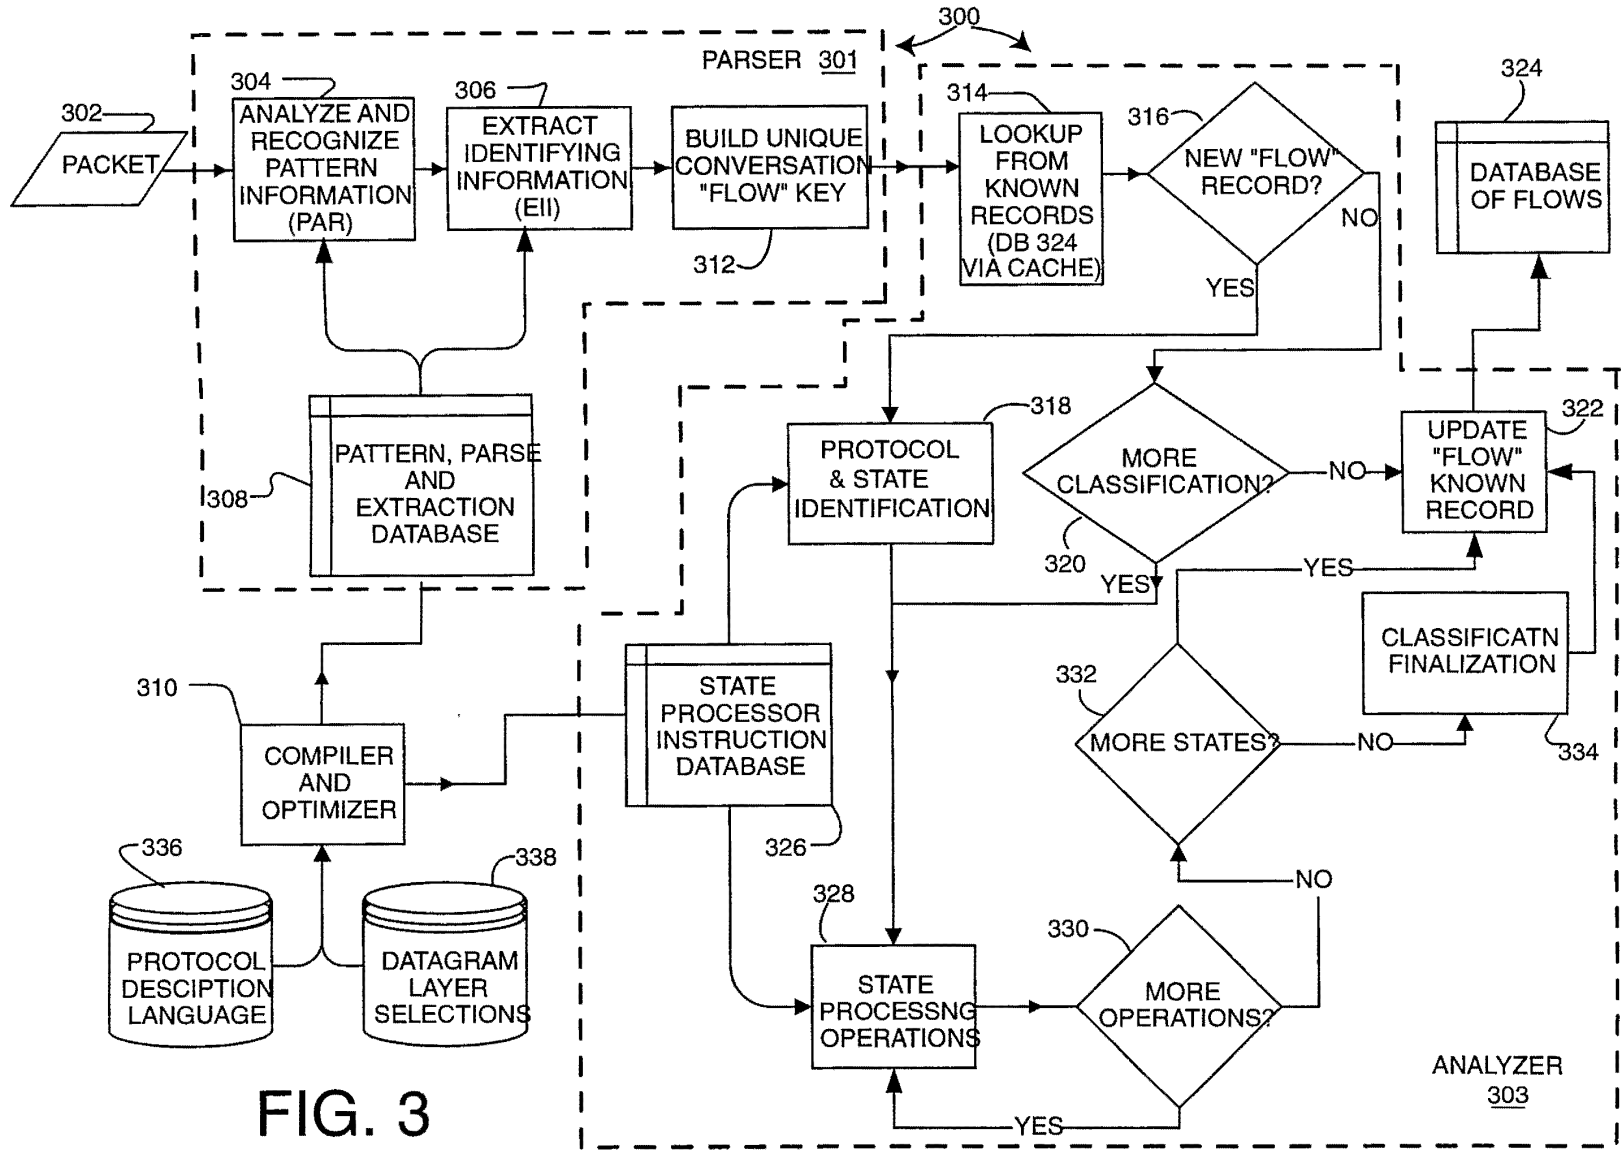 300
PARSER 301
302
PACKET
304
ANALYZE AND
RECOGNIZE
PATTERN
INFORMATION
(PAR)
306
EXTRACT
IDENTIFYING
INFORMATION
(EII)
BUILD UNIQUE
CONVERSATION
"FLOW" KEY
312
314
LOOKUP
FROM
KNOWN
RECORDS
(DB 324
VIA CACHE)
316
NEW "FLOW"
RECORD?
NO
YES
324
DATABASE
OF FLOWS
308
PATTERN, PARSE
AND
EXTRACTION
DATABASE
318
PROTOCOL
& STATE
IDENTIFICATION
MORE
CLASSIFICATION?
320
NO
YES
322
UPDATE
"FLOW"
KNOWN
RECORD
YES
CLASSIFICATN
FINALIZATION
334
332
MORE STATES?
NO
310
COMPILER
AND
OPTIMIZER
STATE
PROCESSOR
INSTRUCTION
DATABASE
326
336
PROTOCOL
DESCIPTION
LANGUAGE
338
DATAGRAM
LAYER
SELECTIONS
328
STATE
PROCESSNG
OPERATIONS
330
MORE
OPERATIONS?
NO
YES
ANALYZER
303
FIG. 3